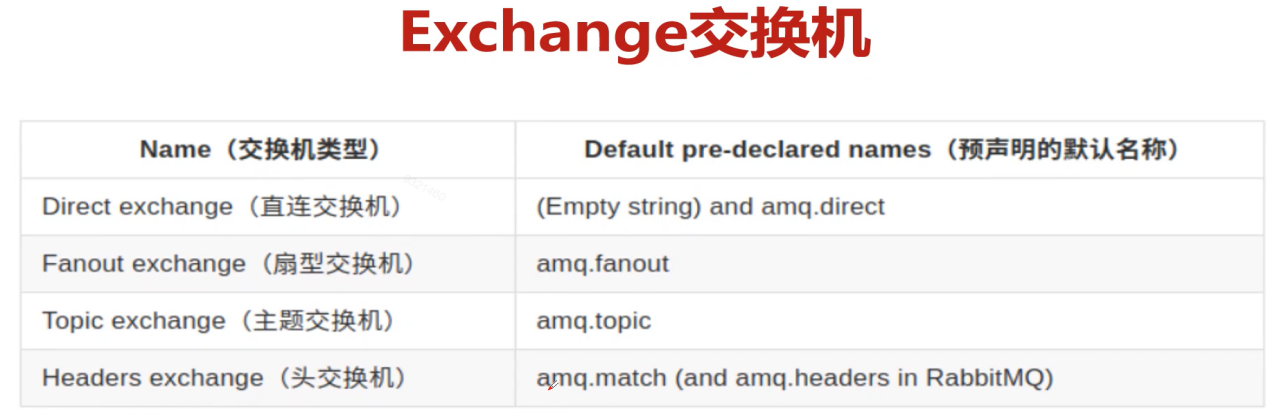 Exchange交换机
Name（交换机类型） Default pre-declared names（预声明的默认名称）
Direct exchange（直连交换机） (Empty string) and amq.direct
Fanout exchange（扇型交换机） amq.fanout
Topic exchange（主题交换机） amq.topic
Headers exchange（头交换机） amq.match (and amq.headers in RabbitMQ)